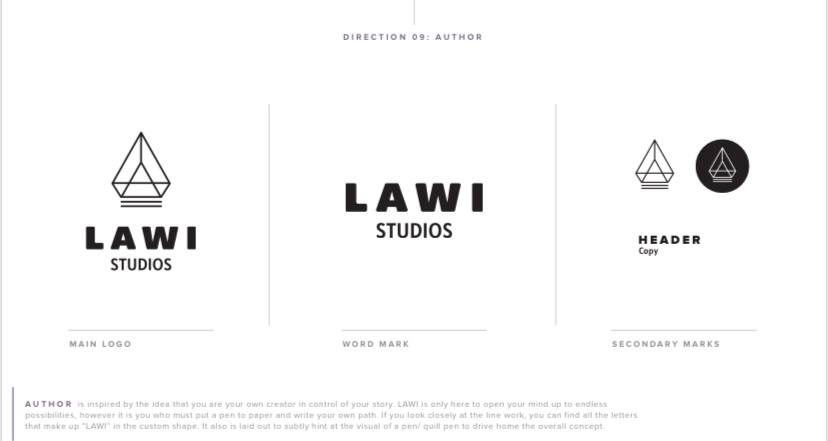 DIRECTION 09: AUTHOR
LAWI
STUDIOS
LAWI
STUDIOS
HEADER
Copy
MAIN LOGO
WORD MARK
SECONDARY MARKS
AUTHOR is inspired by the idea that you are your own creator in control of your story. LAWI is only here to open your mind up to endless
possibilities, however it is you who must put a pen to paper and write your own path. If you look closely at the line work, you can find all the letters
that make up "LAWI" in the custom shape. It also is laid out to subtly hint at the visual of a pen/ quill pen to drive home the overall concept.